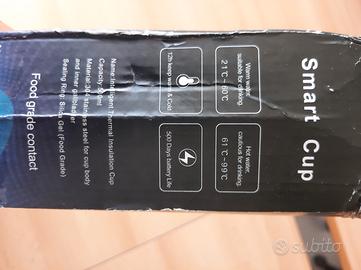 Smart Cup
Warm water,
suitable for drinking.
21℃~60℃
Hot water,
cautious for drinking.
61℃~99℃
12h keep warm & Cold
500 Days battery Life
Name: Intelligent Thermal Insulation Cup
Capacity: 500ml
Material: 304 stainless steel for cup body
and inner gallbladder
Sealing Ring: Silica Gel (Food Grade)
Food grade contact
subito